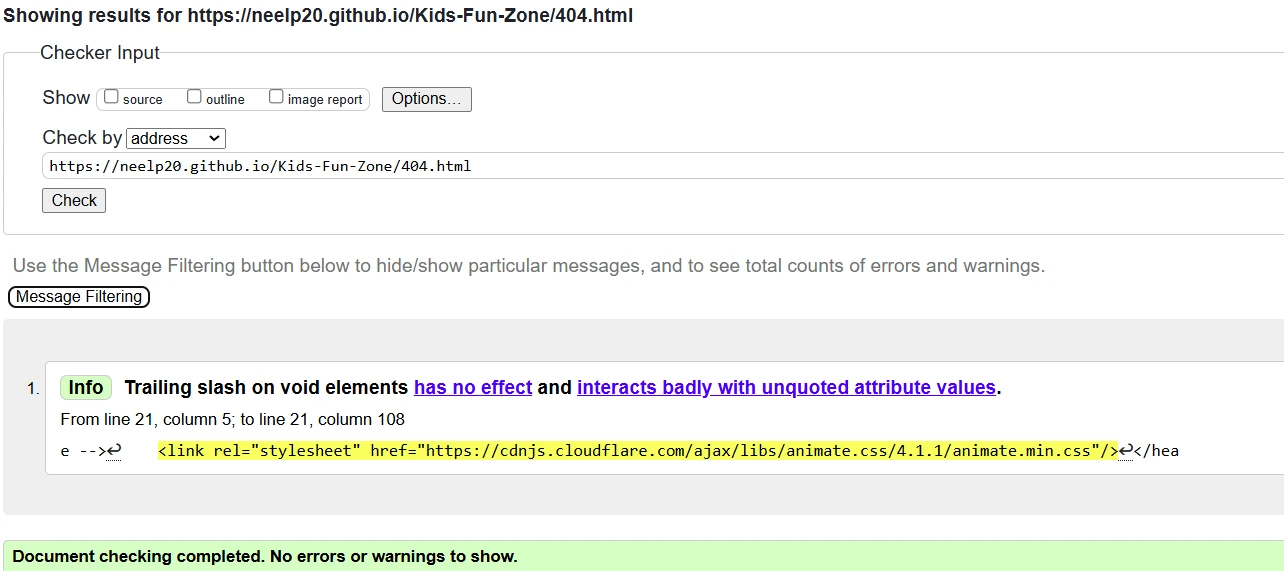 Showing results for https://neelp20.github.io/Kids-Fun-Zone/404.html
Checker Input
Show source outline image report Options...
Check by address
https://neelp20.github.io/Kids-Fun-Zone/404.html
Check
Use the Message Filtering button below to hide/show particular messages, and to see total counts of errors and warnings.
Message Filtering
1. Info Trailing slash on void elements has no effect and interacts badly with unquoted attribute values.
From line 21, column 5; to line 21, column 108
e -->↩ <link rel="stylesheet" href="https://cdnjs.cloudflare.com/ajax/libs/animate.css/4.1.1/animate.min.css"/>↩</hea
Document checking completed. No errors or warnings to show.